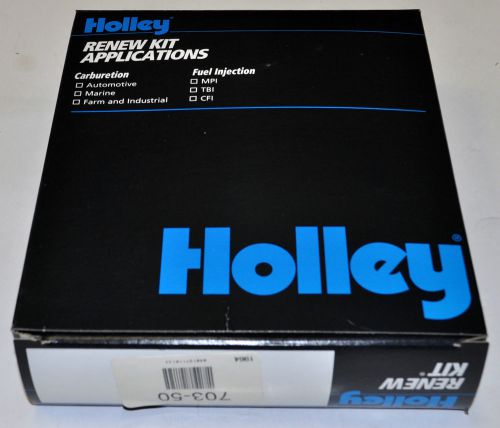 Holley
RENEW KIT
APPLICATIONS
Carburetion
□ Automotive
□ Marine
□ Farm and Industrial
Fuel Injection
□ MPI
□ TBI
□ CFI
Holley®
RENEW®
KIT
703-50